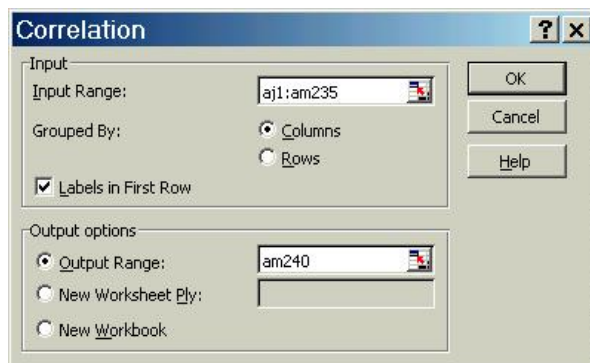 Correlation
Input
Input Range: aj1:am235
Grouped By: Columns
Rows
Labels in First Row
OK
Cancel
Help
Output options
Output Range: am240
New Worksheet Ply:
New Workbook